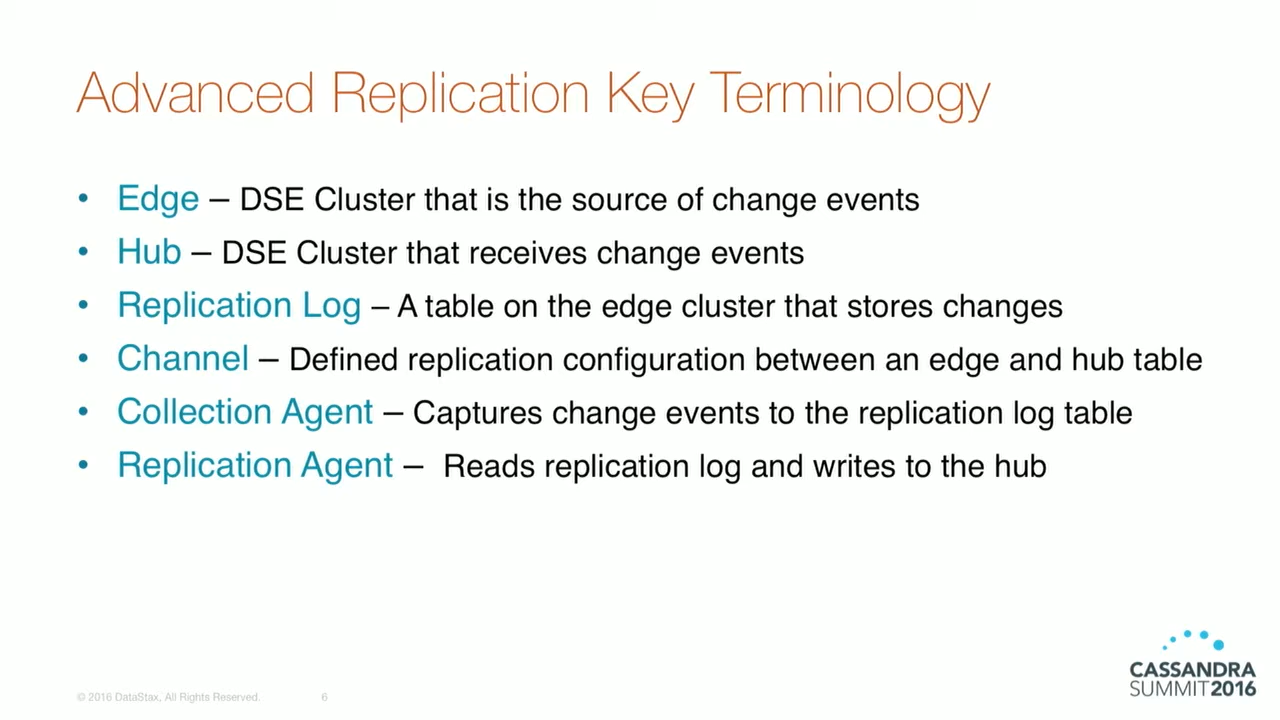 Advanced Replication Key Terminology
• Edge – DSE Cluster that is the source of change events
• Hub – DSE Cluster that receives change events
• Replication Log – A table on the edge cluster that stores changes
• Channel – Defined replication configuration between an edge and hub table
• Collection Agent – Captures change events to the replication log table
• Replication Agent – Reads replication log and writes to the hub
© 2016 DataStax, All Rights Reserved. 6
CASSANDRA
SUMMIT2016